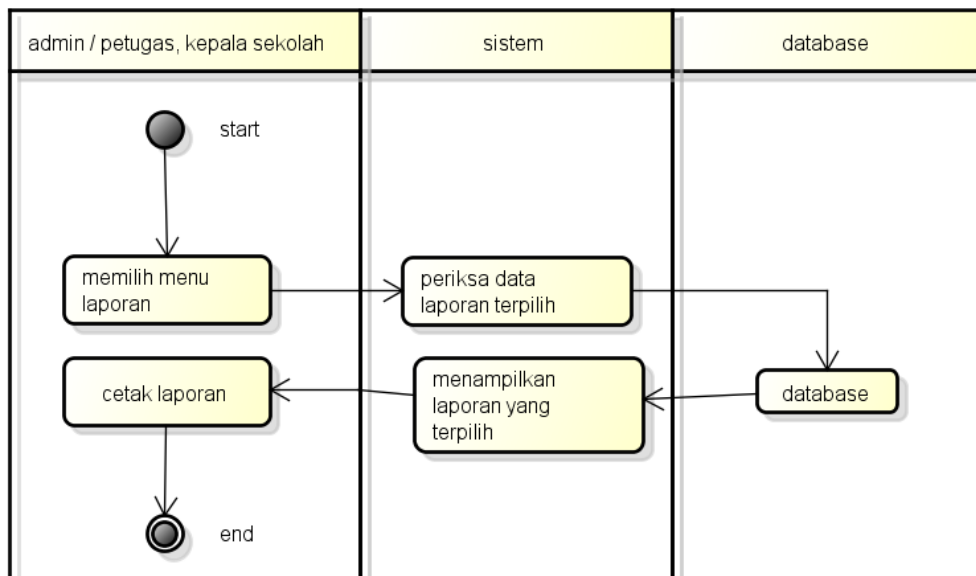 admin / petugas, kepala sekolah
sistem
database
start
memilih menu
laporan
periksa data
laporan terpilih
database
menampilkan
laporan yang
terpilih
cetak laporan
end